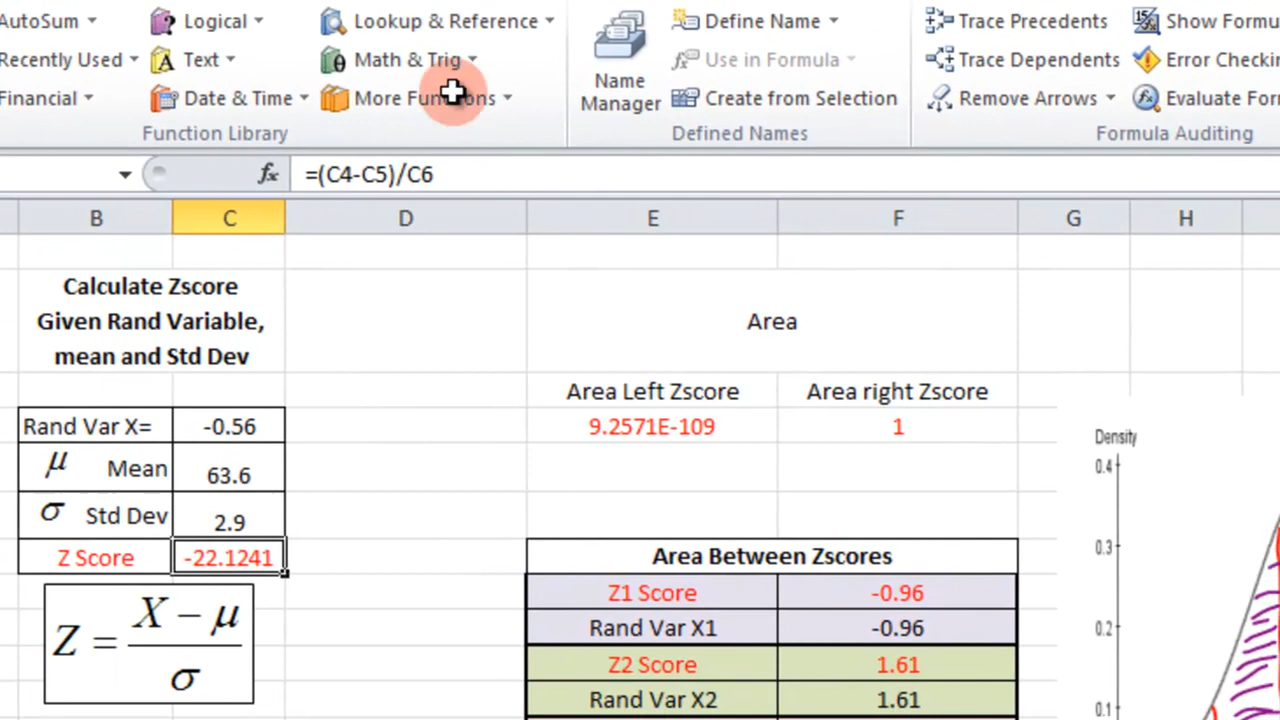 AutoSum
Logical
Lookup & Reference
Define Name
Trace Precedents
Show Formu
Recently Used
Text
Math & Trig
Name
Manager
Use in Formula
Trace Dependents
Error Checkin
Financial
Date & Time
More Functions
Create from Selection
Remove Arrows
Evaluate For
Function Library
Defined Names
Formula Auditing
fx
=(C4-C5)/C6
B C D E F G H
Calculate Zscore
Given Rand Variable,
mean and Std Dev
Area
Area Left Zscore
Area right Zscore
Rand Var X= -0.56
9.2571E-109
1
μ Mean 63.6
σ Std Dev 2.9
Z Score -22.1241
Z = X − μ
σ
Area Between Zscores
Z1 Score -0.96
Rand Var X1 -0.96
Z2 Score 1.61
Rand Var X2 1.61
Density
0.4
0.3
0.2
0.1